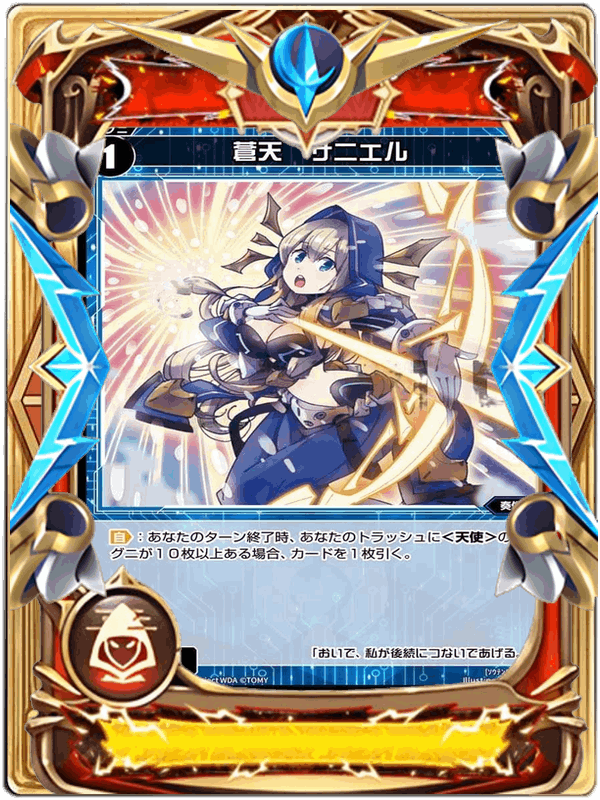 1
蒼天 サニエル
自：あなたのターン終了時、あなたのトラッシュに<天使>の
グニが１０枚以上ある場合、カードを１枚引く。
「おいで、私が後続につないであげる。
ject WDA ©TOMY